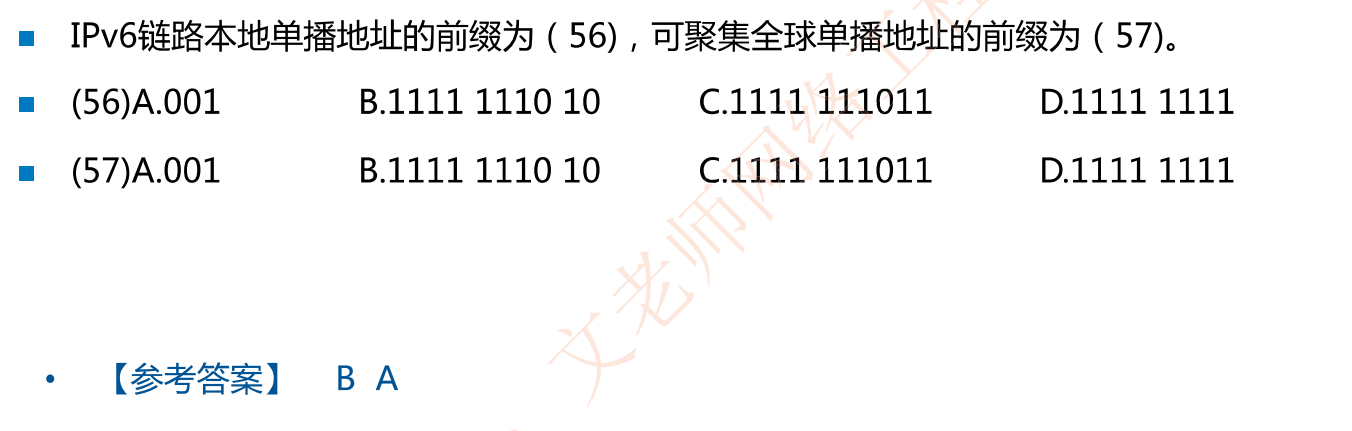 IPv6链路本地单播地址的前缀为（56)，可聚集全球单播地址的前缀为（57)。
(56)A.001 B.1111 1110 10 C.1111 111011 D.1111 1111
(57)A.001 B.1111 1110 10 C.1111 111011 D.1111 1111
文老师网络工程
【参考答案】 B A